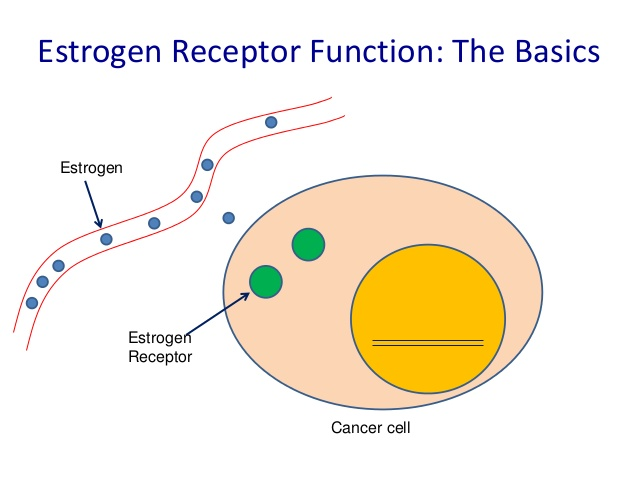 Estrogen Receptor Function: The Basics
Estrogen
Estrogen
Receptor
Cancer cell